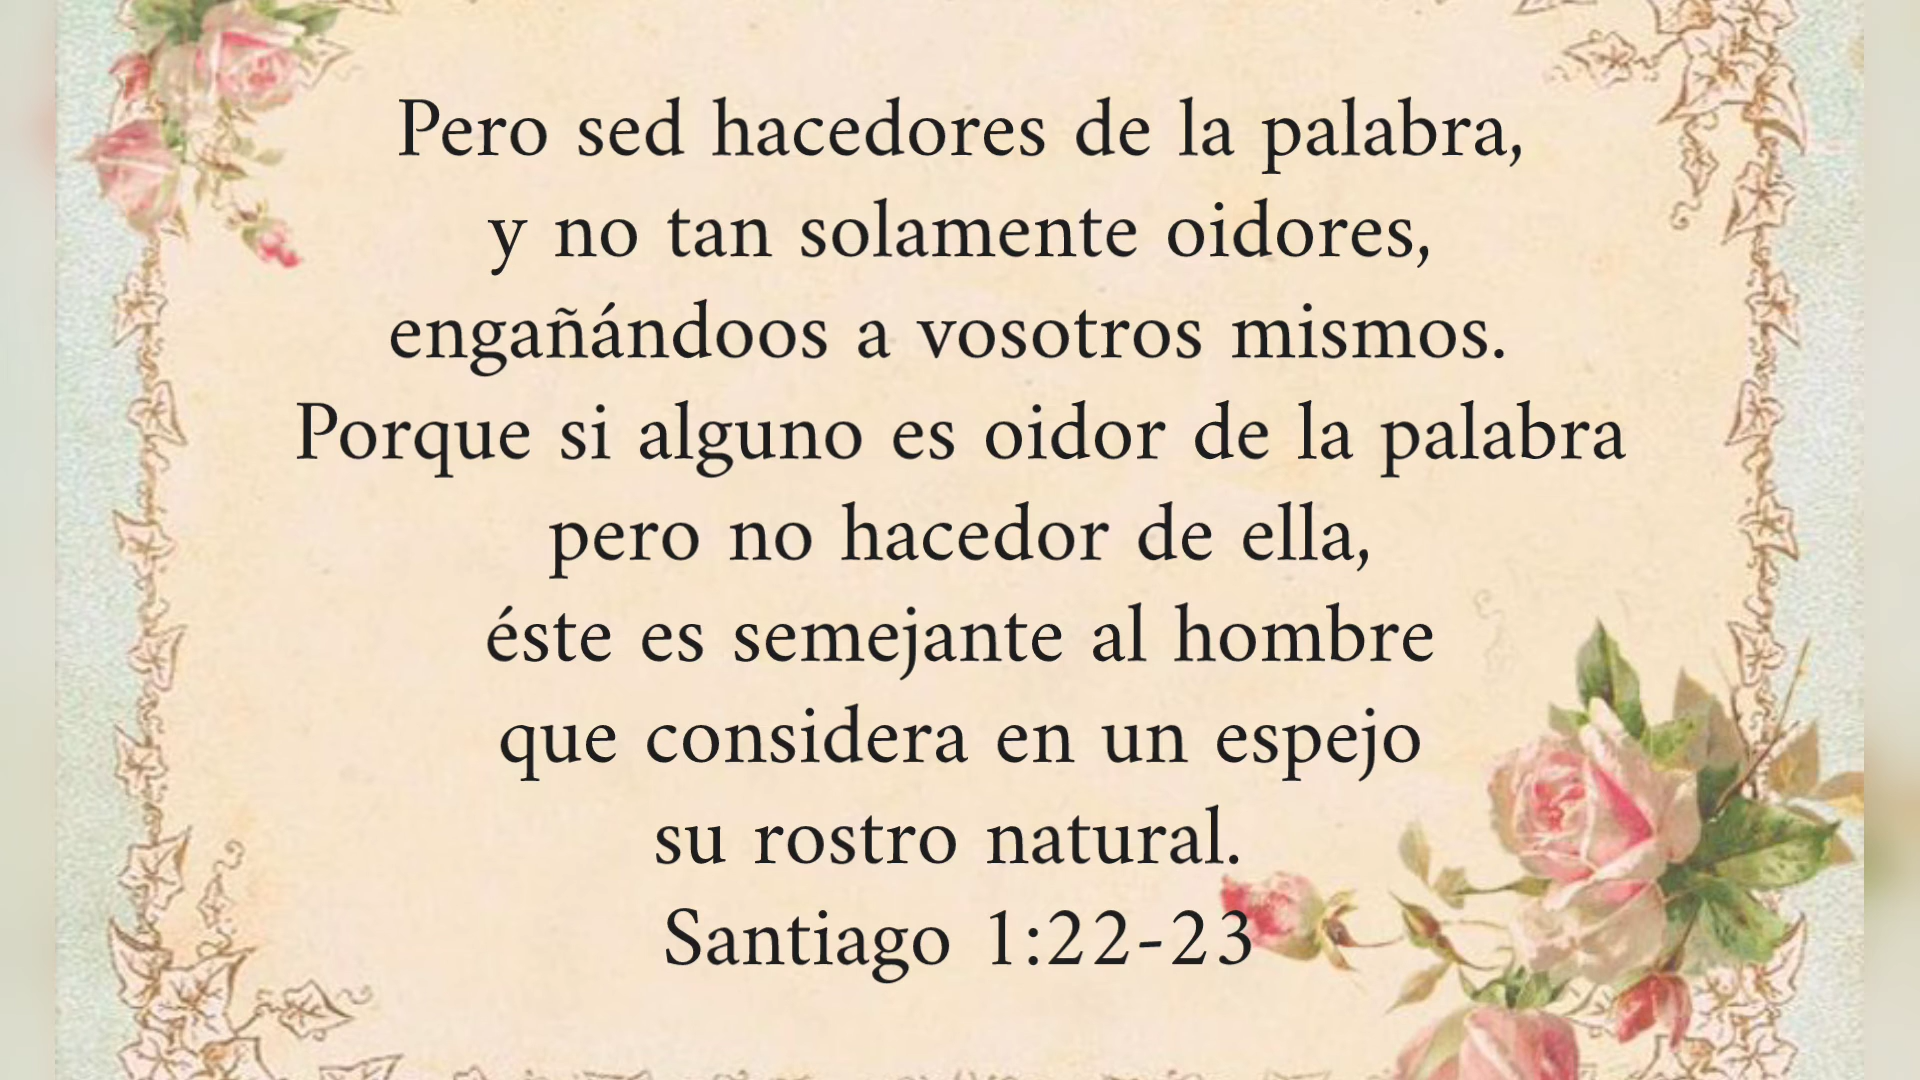 Pero sed hacedores de la palabra,
y no tan solamente oidores,
engañándoos a vosotros mismos.
Porque si alguno es oidor de la palabra
pero no hacedor de ella,
éste es semejante al hombre
que considera en un espejo
su rostro natural.
Santiago 1:22-23